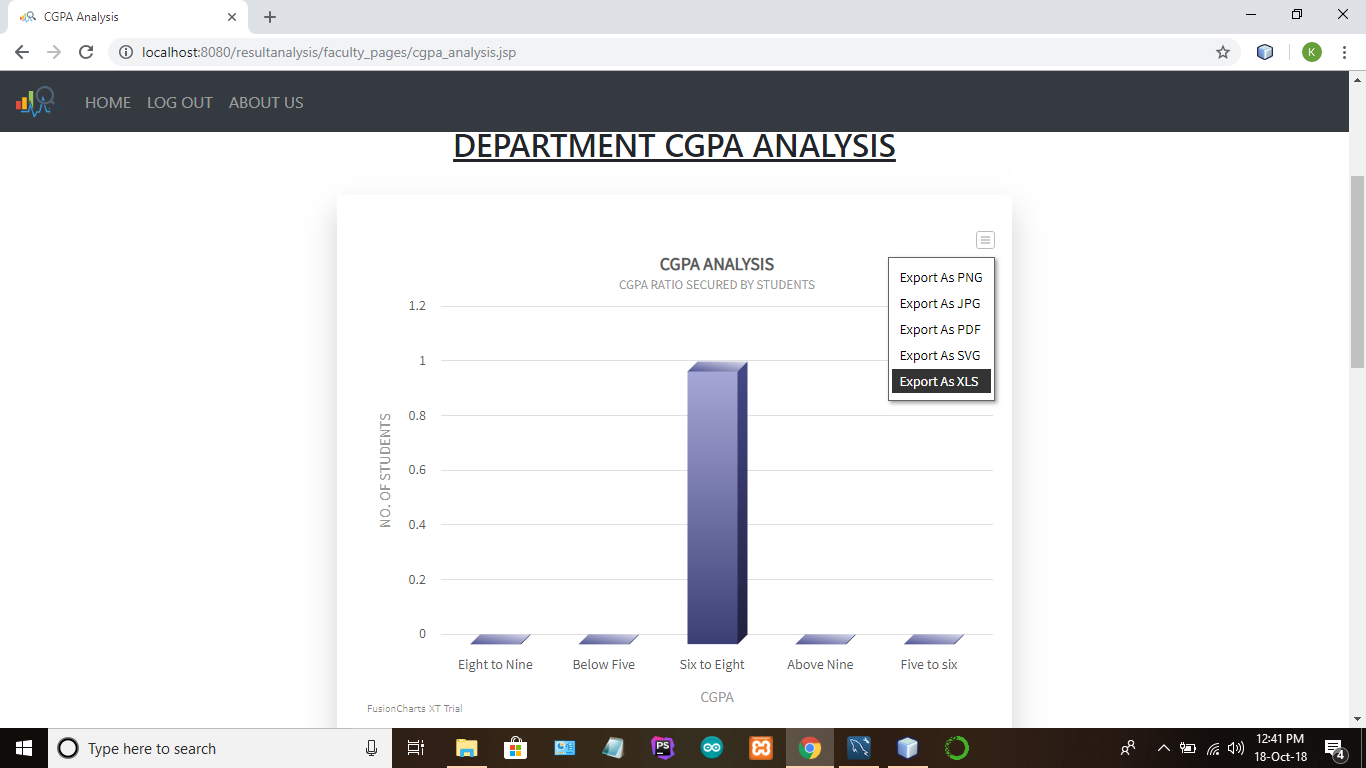 CGPA Analysis
localhost:8080/resultanalysis/faculty_pages/cgpa_analysis.jsp
K
HOME LOG OUT ABOUT US
DEPARTMENT CGPA ANALYSIS
CGPA ANALYSIS
CGPA RATIO SECURED BY STUDENTS
Export As PNG
Export As JPG
Export As PDF
Export As SVG
Export As XLS
1.2
1
0.8
0.6
0.4
0.2
0
NO. OF STUDENTS
Eight to Nine Below Five Six to Eight Above Nine Five to six
CGPA
FusionCharts XT Trial
Type here to search
PS
12:41 PM
18-Oct-18
4